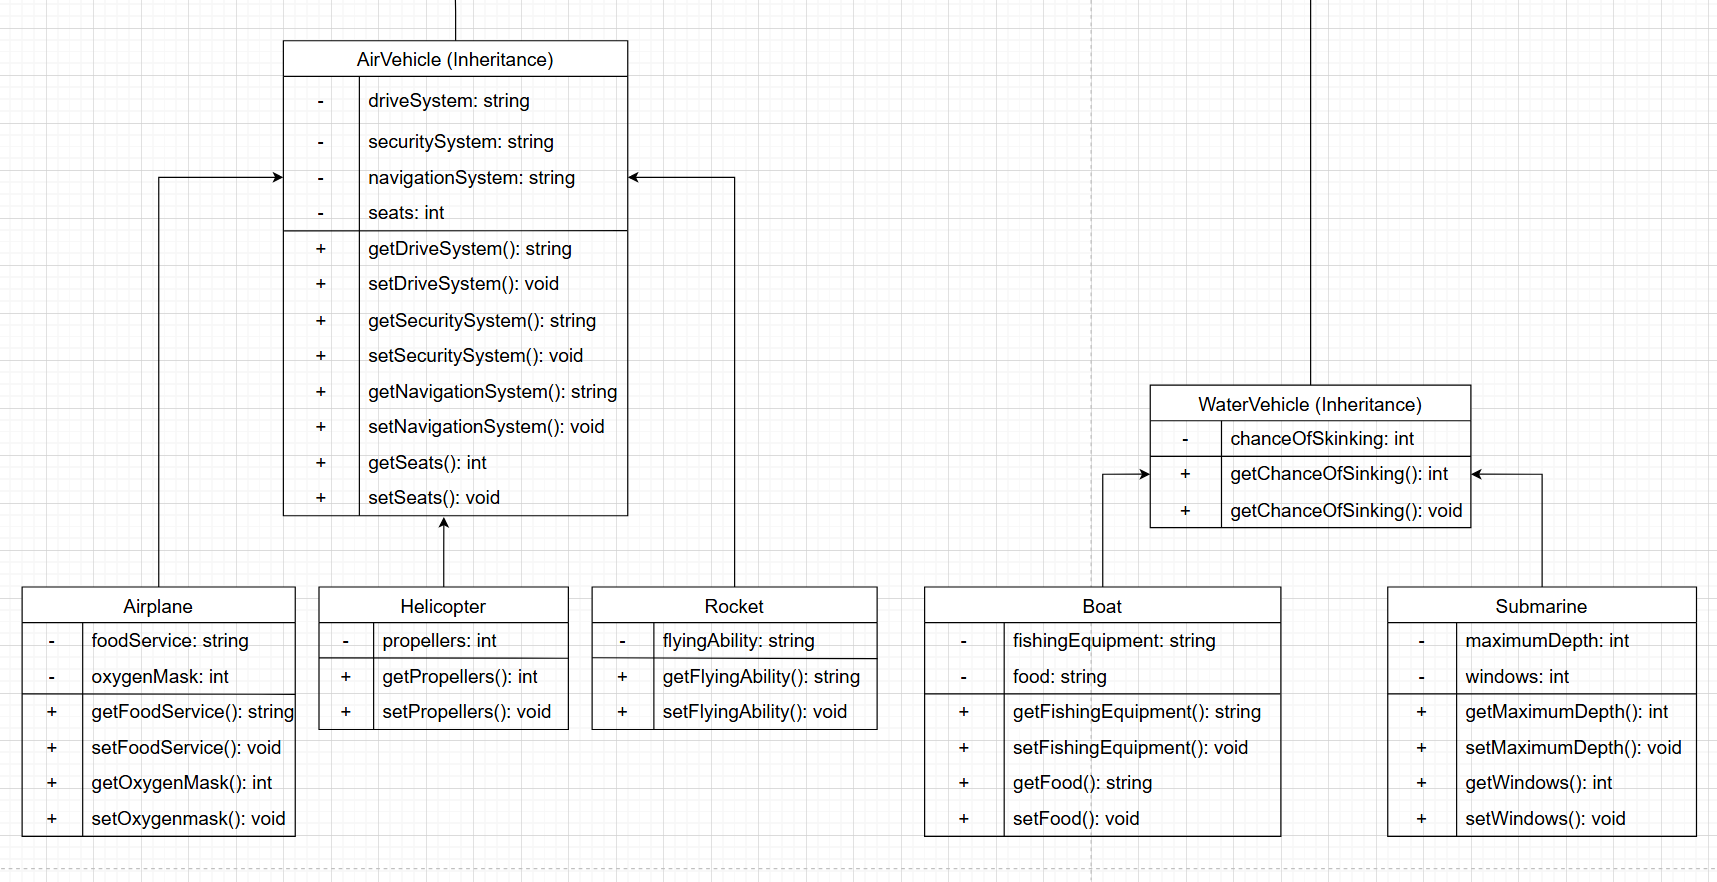 AirVehicle (Inheritance)
- driveSystem: string
- securitySystem: string
- navigationSystem: string
- seats: int
+ getDriveSystem(): string
+ setDriveSystem(): void
+ getSecuritySystem(): string
+ setSecuritySystem(): void
+ getNavigationSystem(): string
+ setNavigationSystem(): void
+ getSeats(): int
+ setSeats(): void
WaterVehicle (Inheritance)
- chanceOfSkinking: int
+ getChanceOfSinking(): int
+ getChanceOfSinking(): void
Airplane
- foodService: string
- oxygenMask: int
+ getFoodService(): string
+ setFoodService(): void
+ getOxygenMask(): int
+ setOxygenmask(): void
Helicopter
- propellers: int
+ getPropellers(): int
+ setPropellers(): void
Rocket
- flyingAbility: string
+ getFlyingAbility(): string
+ setFlyingAbility(): void
Boat
- fishingEquipment: string
- food: string
+ getFishingEquipment(): string
+ setFishingEquipment(): void
+ getFood(): string
+ setFood(): void
Submarine
- maximumDepth: int
- windows: int
+ getMaximumDepth(): int
+ setMaximumDepth(): void
+ getWindows(): int
+ setWindows(): void